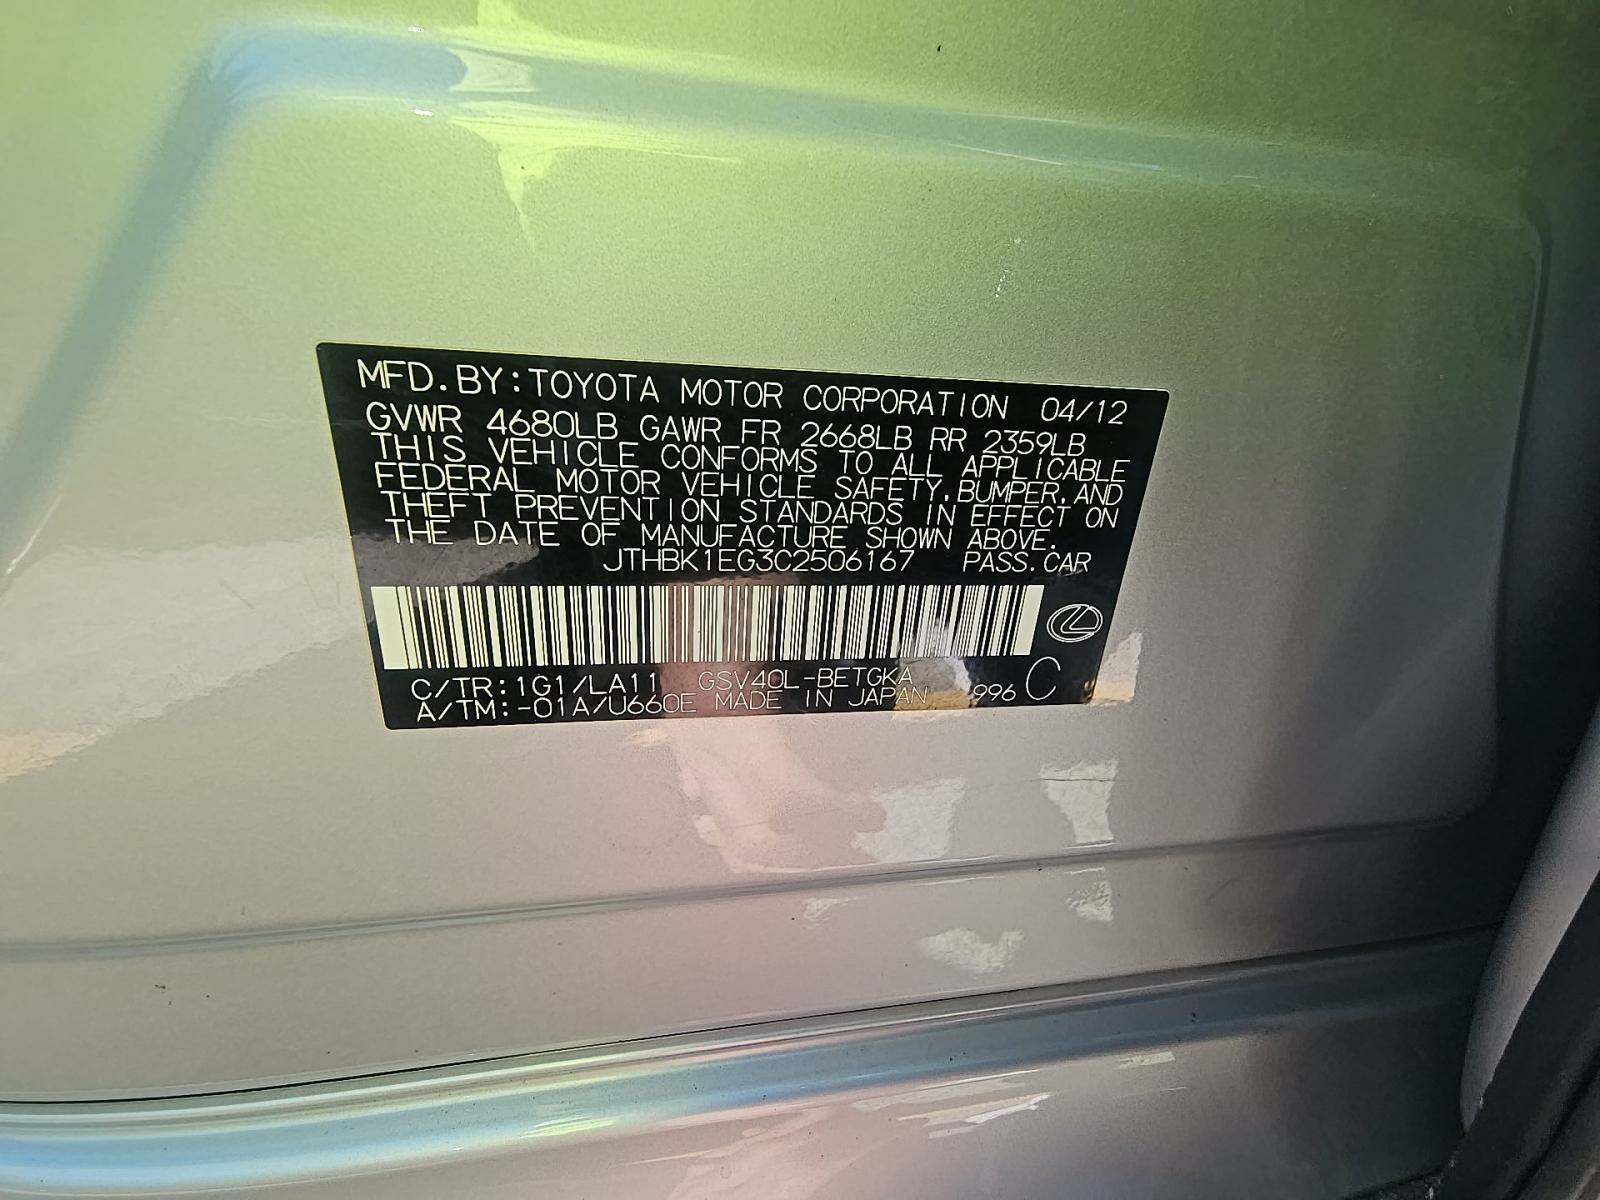 MFD.BY:TOYOTA MOTOR CORPORATION 04/12
GVWR 4680LB GAWR FR 2668LB RR 2359LB
THIS VEHICLE CONFORMS TO ALL APPLICABLE
FEDERAL MOTOR VEHICLE SAFETY,BUMPER,AND
THEFT PREVENTION STANDARDS IN EFFECT ON
THE DATE OF MANUFACTURE SHOWN ABOVE.
JTHBK1EG3C2506167 PASS.CAR
C/TR:1G1/LA11 GSV40L-BETGKA
A/TM:-01A/U660E MADE IN JAPAN 996 C